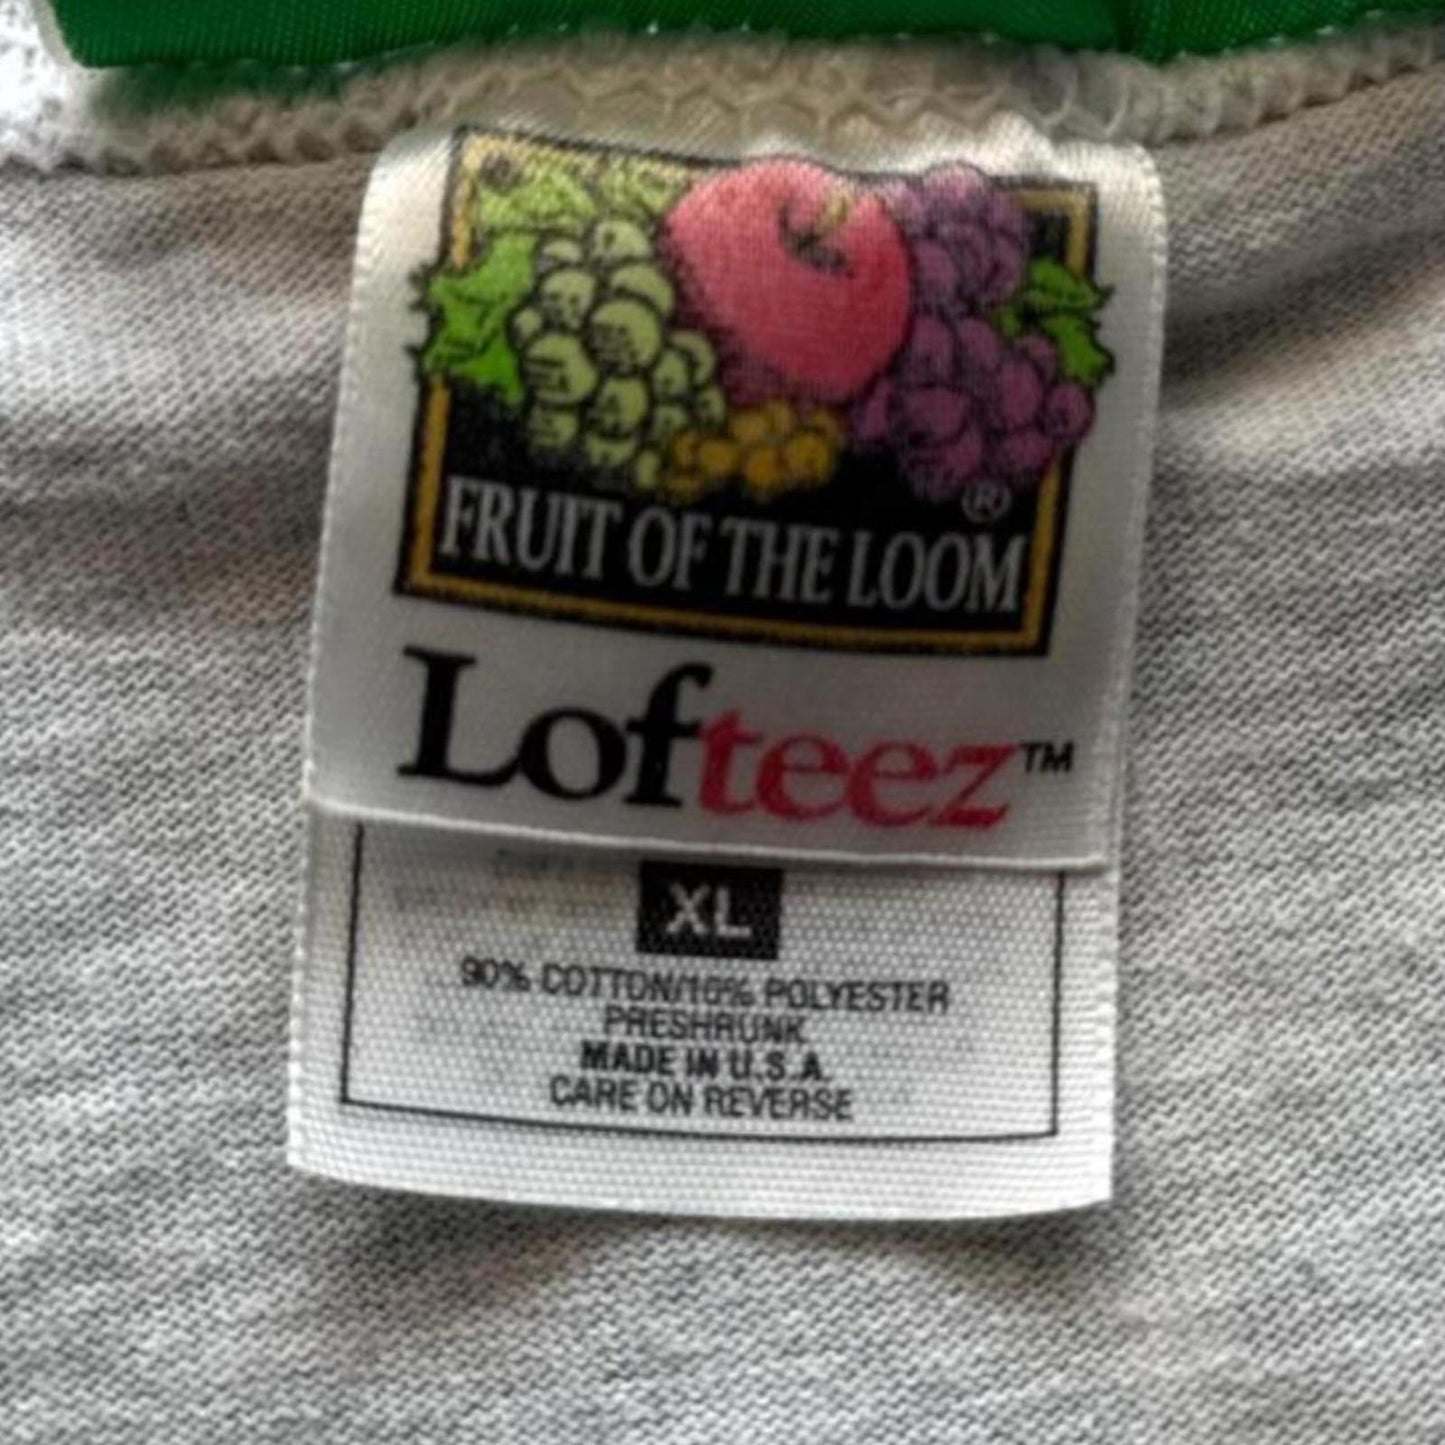 FRUIT OF THE LOOM ®
Lofteez™
XL
90% COTTON/10% POLYESTER
PRESHRUNK
MADE IN U.S.A.
CARE ON REVERSE